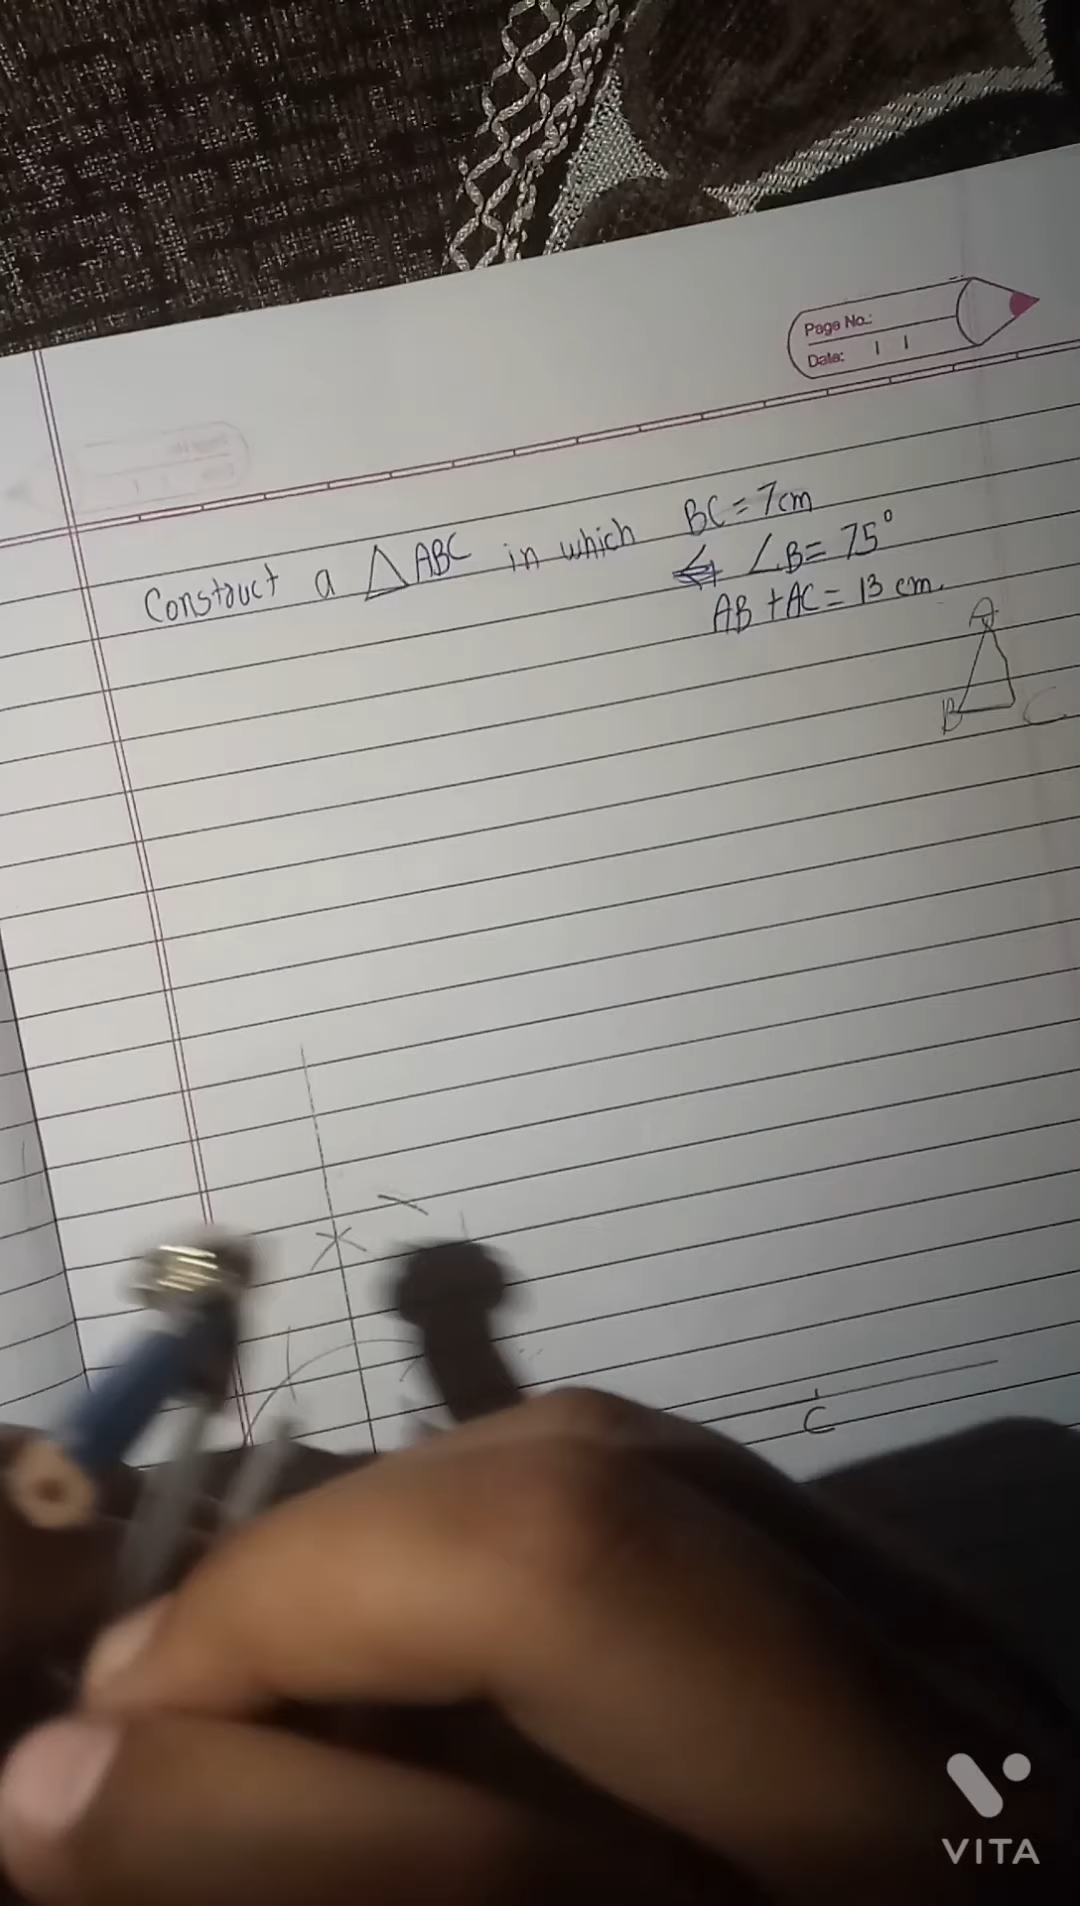 Page No.:
Date:
Construct a △ABC in which BC = 7cm
∠B = 75°
AB + AC = 13 cm.
A
B C
C
VITA